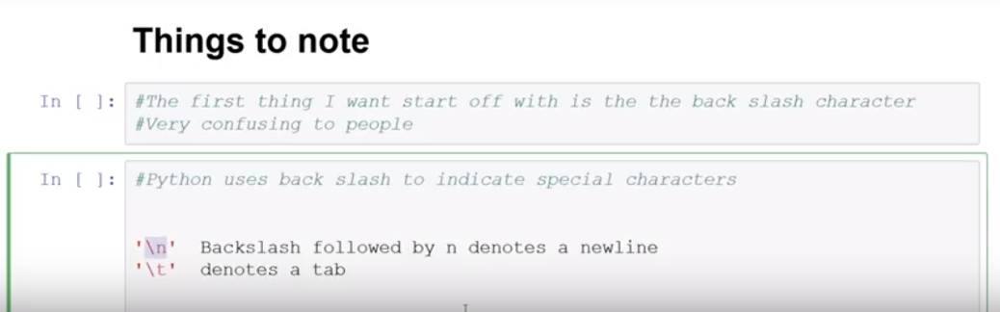 Things to note
In [ ]: #The first thing I want start off with is the the back slash character
#Very confusing to people
In [ ]: #Python uses back slash to indicate special characters
'\n'  Backslash followed by n denotes a newline
'\t'  denotes a tab